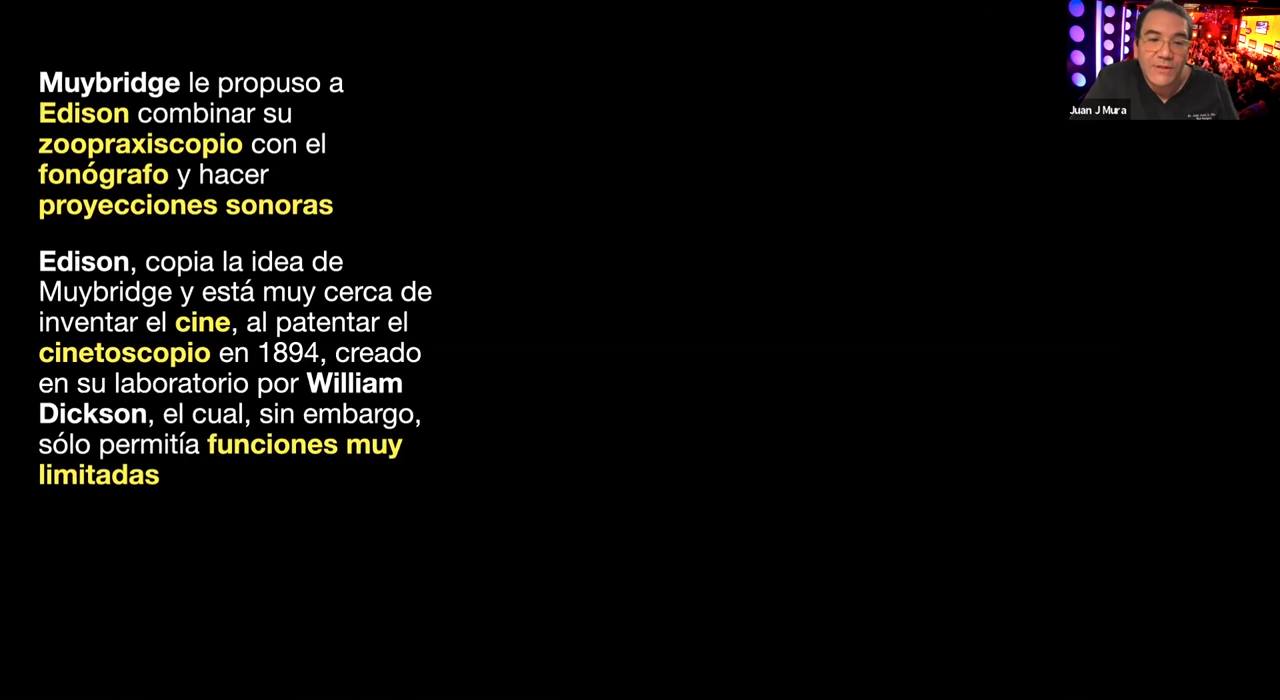 Muybridge le propuso a
Edison combinar su
zoopraxiscopio con el
fonógrafo y hacer
proyecciones sonoras
Edison, copia la idea de
Muybridge y está muy cerca de
inventar el cine, al patentar el
cinetoscopio en 1894, creado
en su laboratorio por William
Dickson, el cual, sin embargo,
sólo permitía funciones muy
limitadas
Juan J Mura